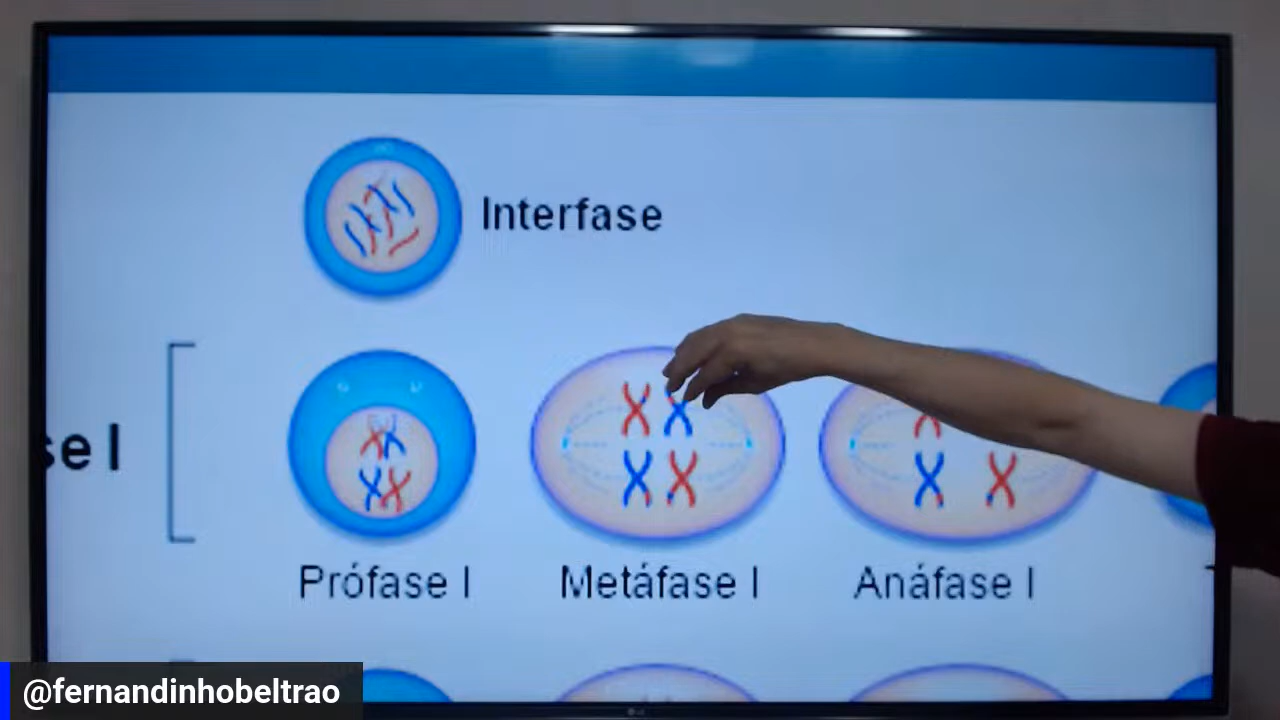 Interfase
se I
Prófase I
Metáfase I
Anáfase I
@fernandinhobeltrao